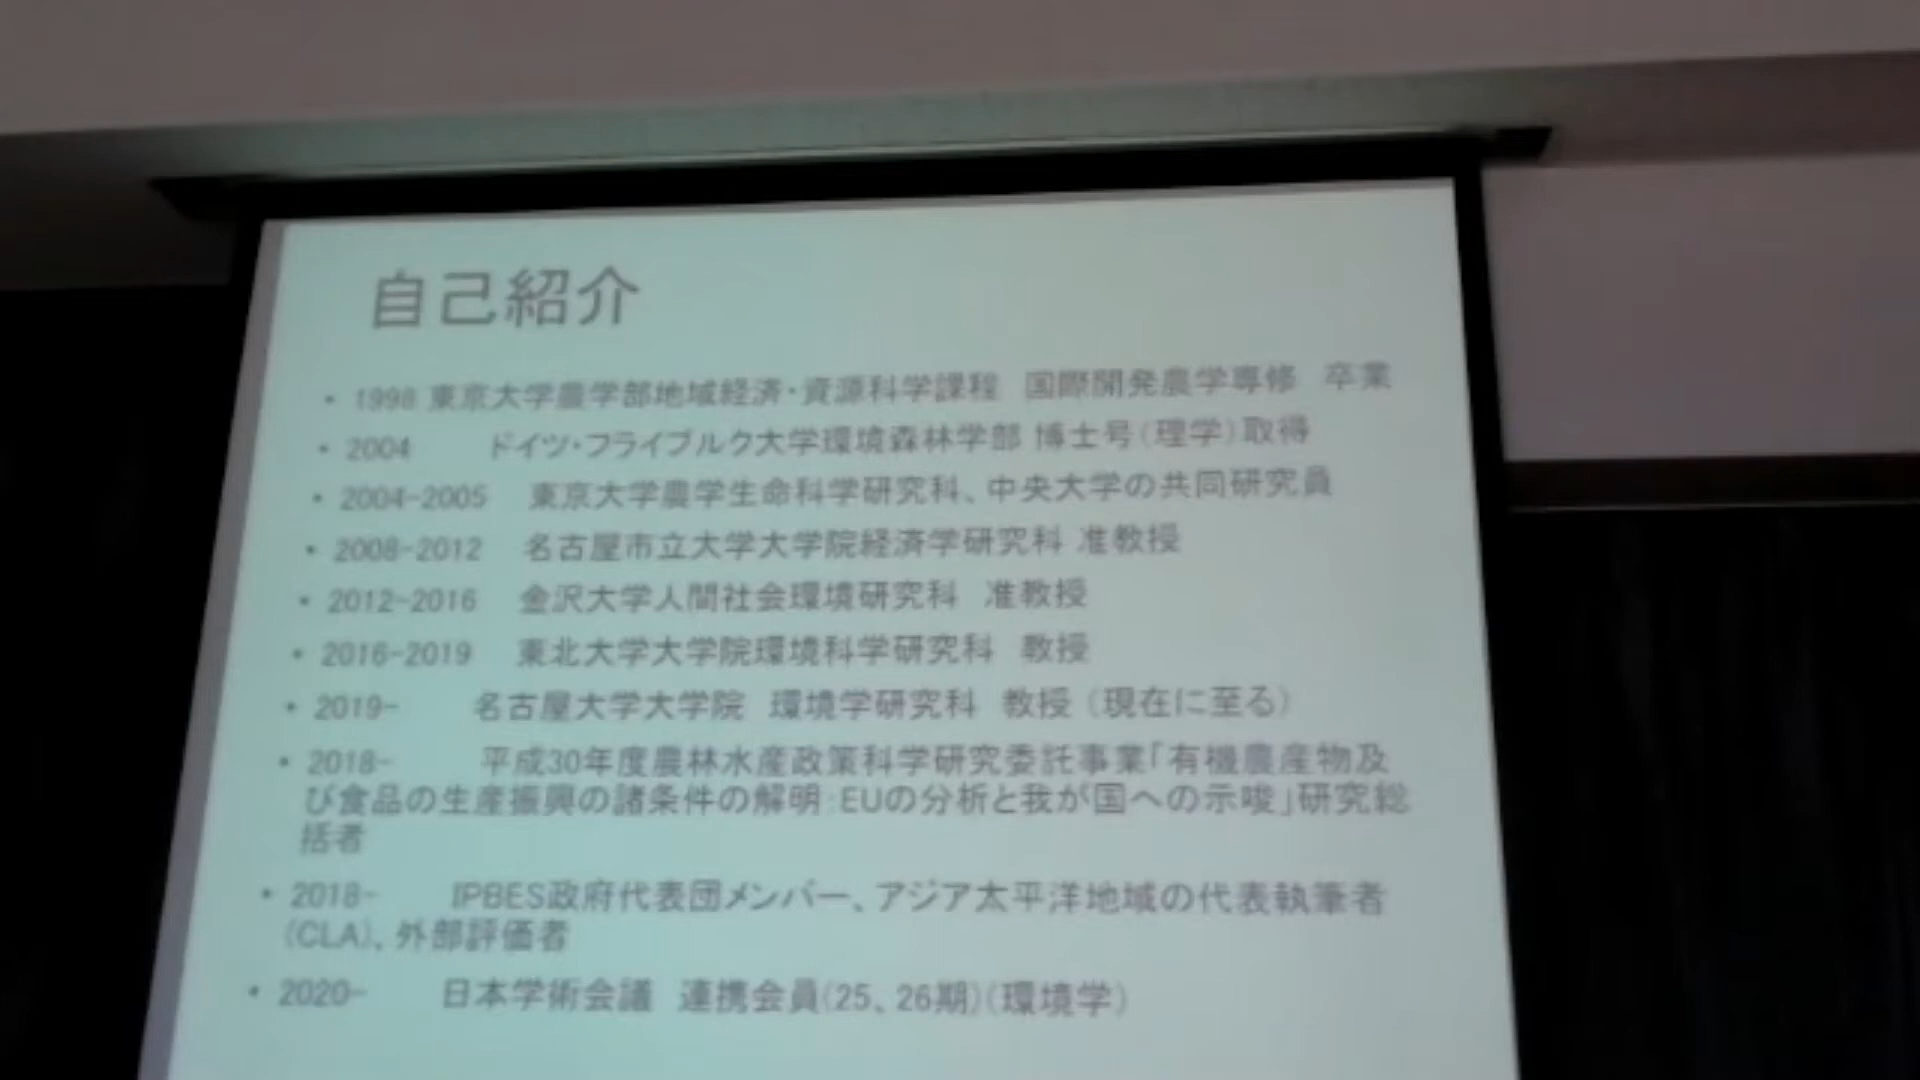 自己紹介
・1998 東京大学農学部地域経済・資源科学課程 国際開発農学専修 卒業
・2004 ドイツ・フライブルク大学環境森林学部 博士号(理学)取得
・2004-2005 東京大学農学生命科学研究科、中央大学の共同研究員
・2008-2012 名古屋市立大学大学院経済学研究科 准教授
・2012-2016 金沢大学人間社会環境研究科 准教授
・2016-2019 東北大学大学院環境科学研究科 教授
・2019- 名古屋大学大学院 環境学研究科 教授 (現在に至る)
・2018- 平成30年度農林水産政策科学研究委託事業「有機農産物及
び食品の生産振興の諸条件の解明:EUの分析と我が国への示唆」研究総
括者
・2018- IPBES政府代表団メンバー、アジア太平洋地域の代表執筆者
(CLA)、外部評価者
・2020- 日本学術会議 連携会員(25、26期)(環境学)